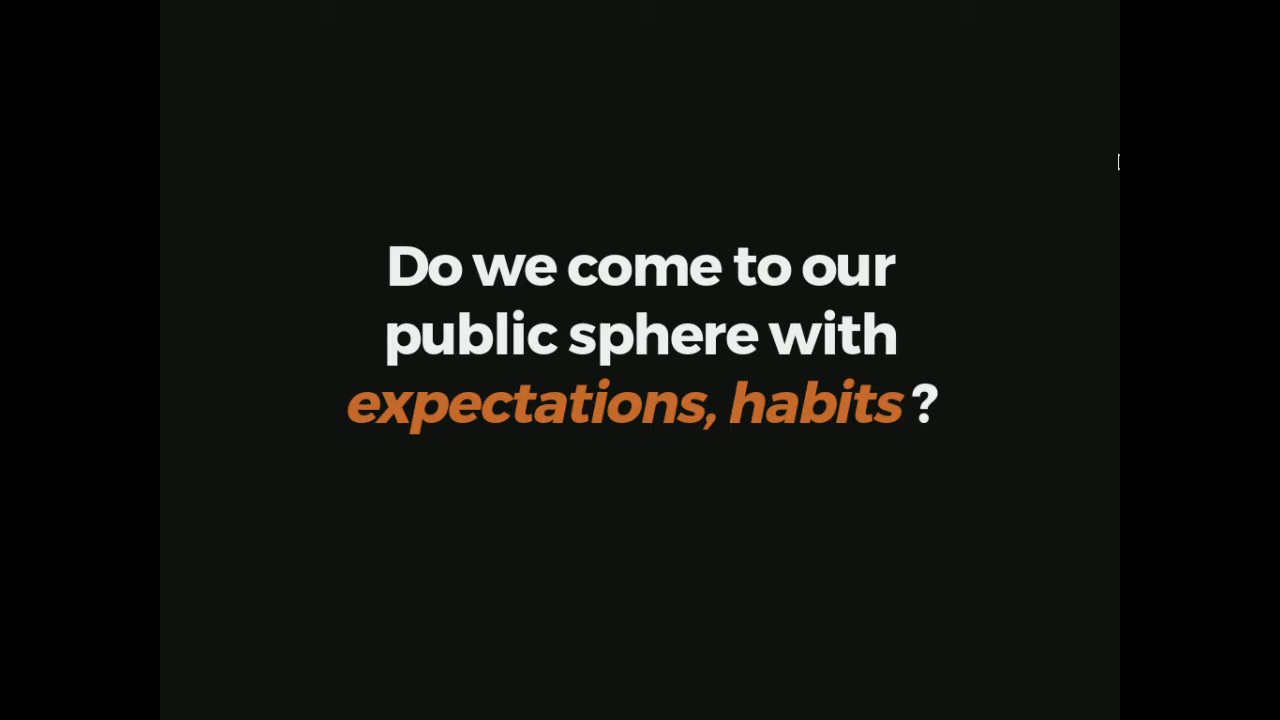 Do we come to our
public sphere with
expectations, habits ?